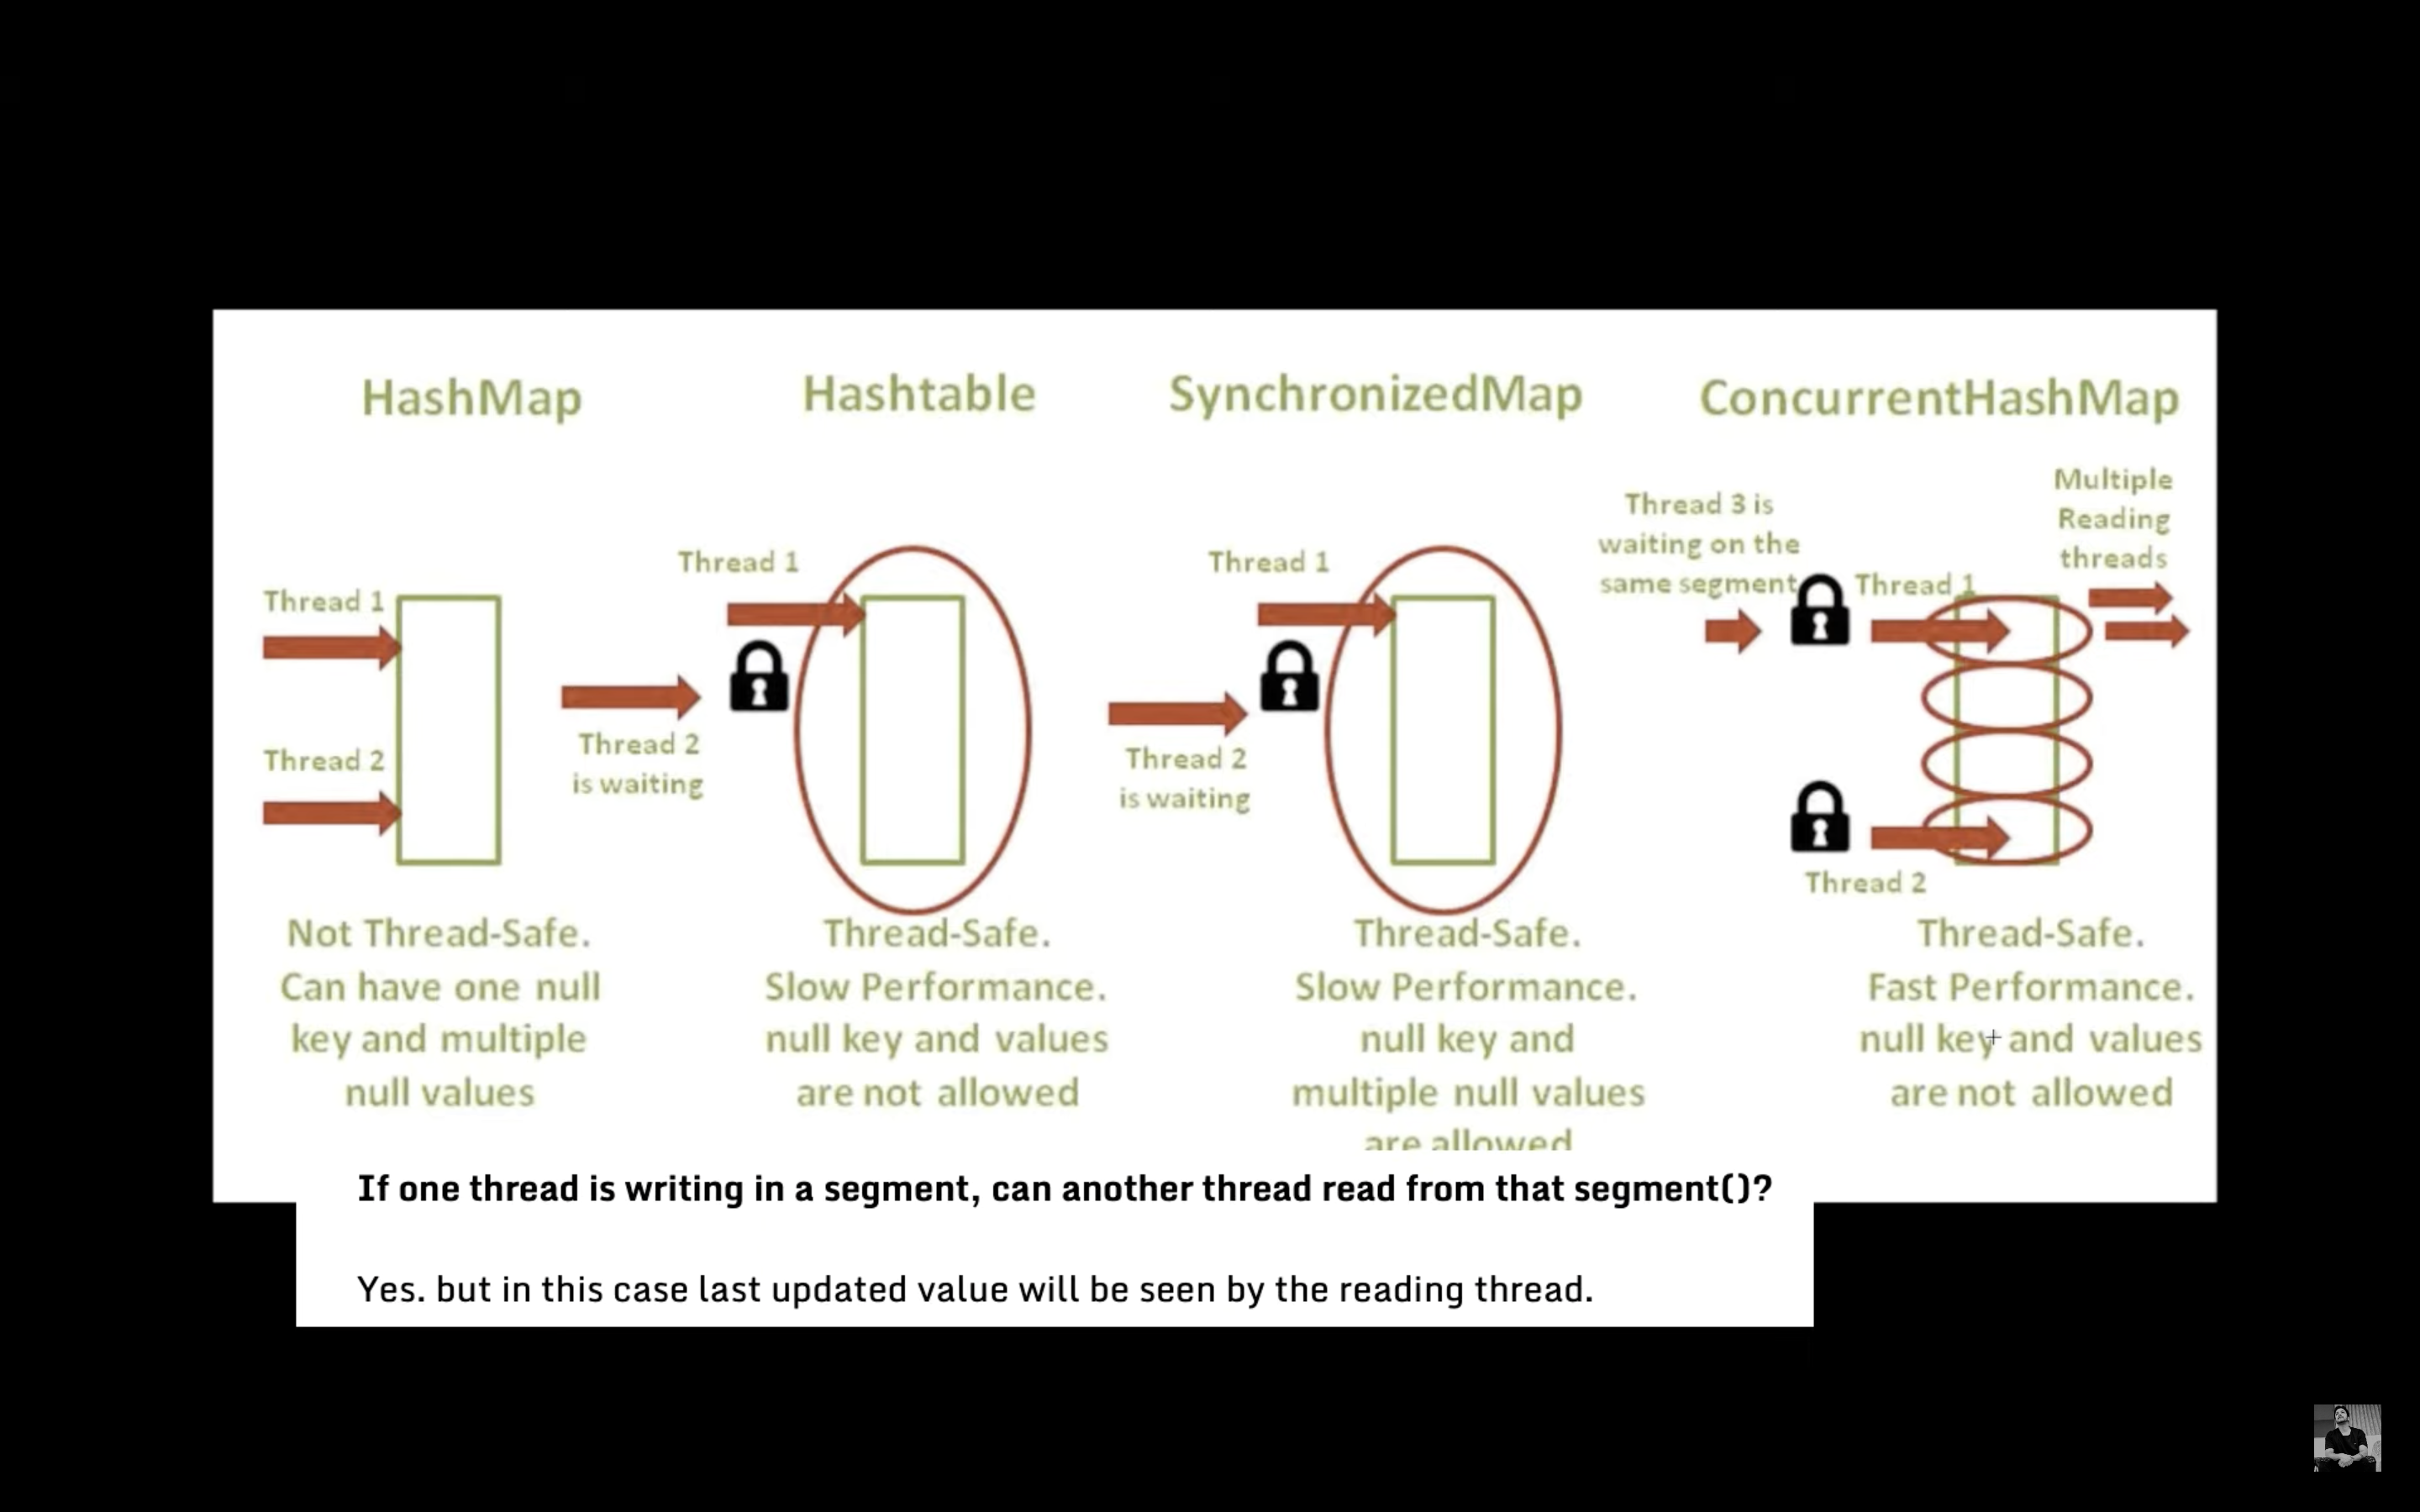 HashMap
Thread 1
Thread 2
Not Thread-Safe.
Can have one null
key and multiple
null values
Hashtable
Thread 1
Thread 2
is waiting
Thread-Safe.
Slow Performance.
null key and values
are not allowed
SynchronizedMap
Thread 1
Thread 2
is waiting
Thread-Safe.
Slow Performance.
null key and
multiple null values
are allowed
ConcurrentHashMap
Thread 3 is
waiting on the
same segment
Thread 1
Multiple
Reading
threads
Thread 2
Thread-Safe.
Fast Performance.
null key and values
are not allowed
If one thread is writing in a segment, can another thread read from that segment()?
Yes. but in this case last updated value will be seen by the reading thread.